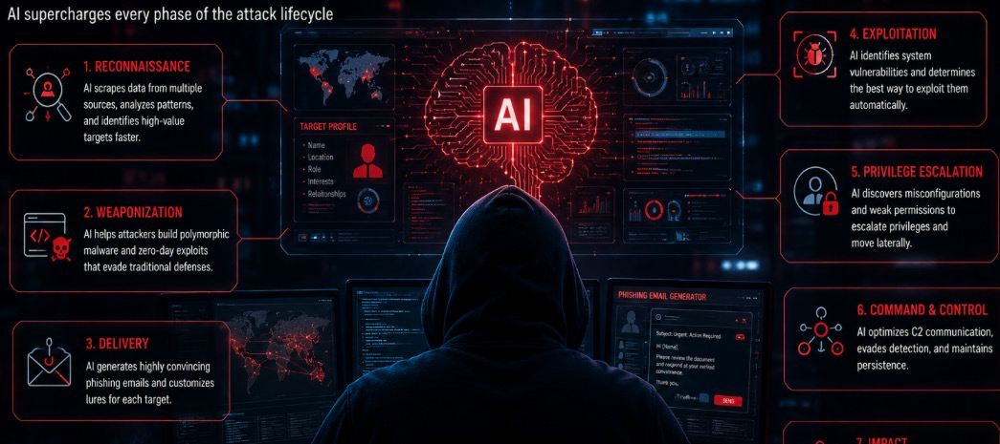 AI supercharges every phase of the attack lifecycle
1. RECONNAISSANCE
AI scrapes data from multiple
sources, analyzes patterns,
and identifies high-value
targets faster.
2. WEAPONIZATION
AI helps attackers build polymorphic
malware and zero-day exploits
that evade traditional defenses.
3. DELIVERY
AI generates highly convincing
phishing emails and customizes
lures for each target.
TARGET PROFILE
• Name
• Location
• Role
• Interests
• Relationships
AI
PHISHING EMAIL GENERATOR
Subject: Urgent: Action Required
Hi [Name],
Please review the document
and respond at your earliest
convenience.
Thank you,
SEND
4. EXPLOITATION
AI identifies system
vulnerabilities and determines
the best way to exploit them
automatically.
5. PRIVILEGE ESCALATION
AI discovers misconfigurations
and weak permissions to
escalate privileges and
move laterally.
6. COMMAND & CONTROL
AI optimizes C2 communication,
evades detection, and maintains
persistence.
7. IMPACT